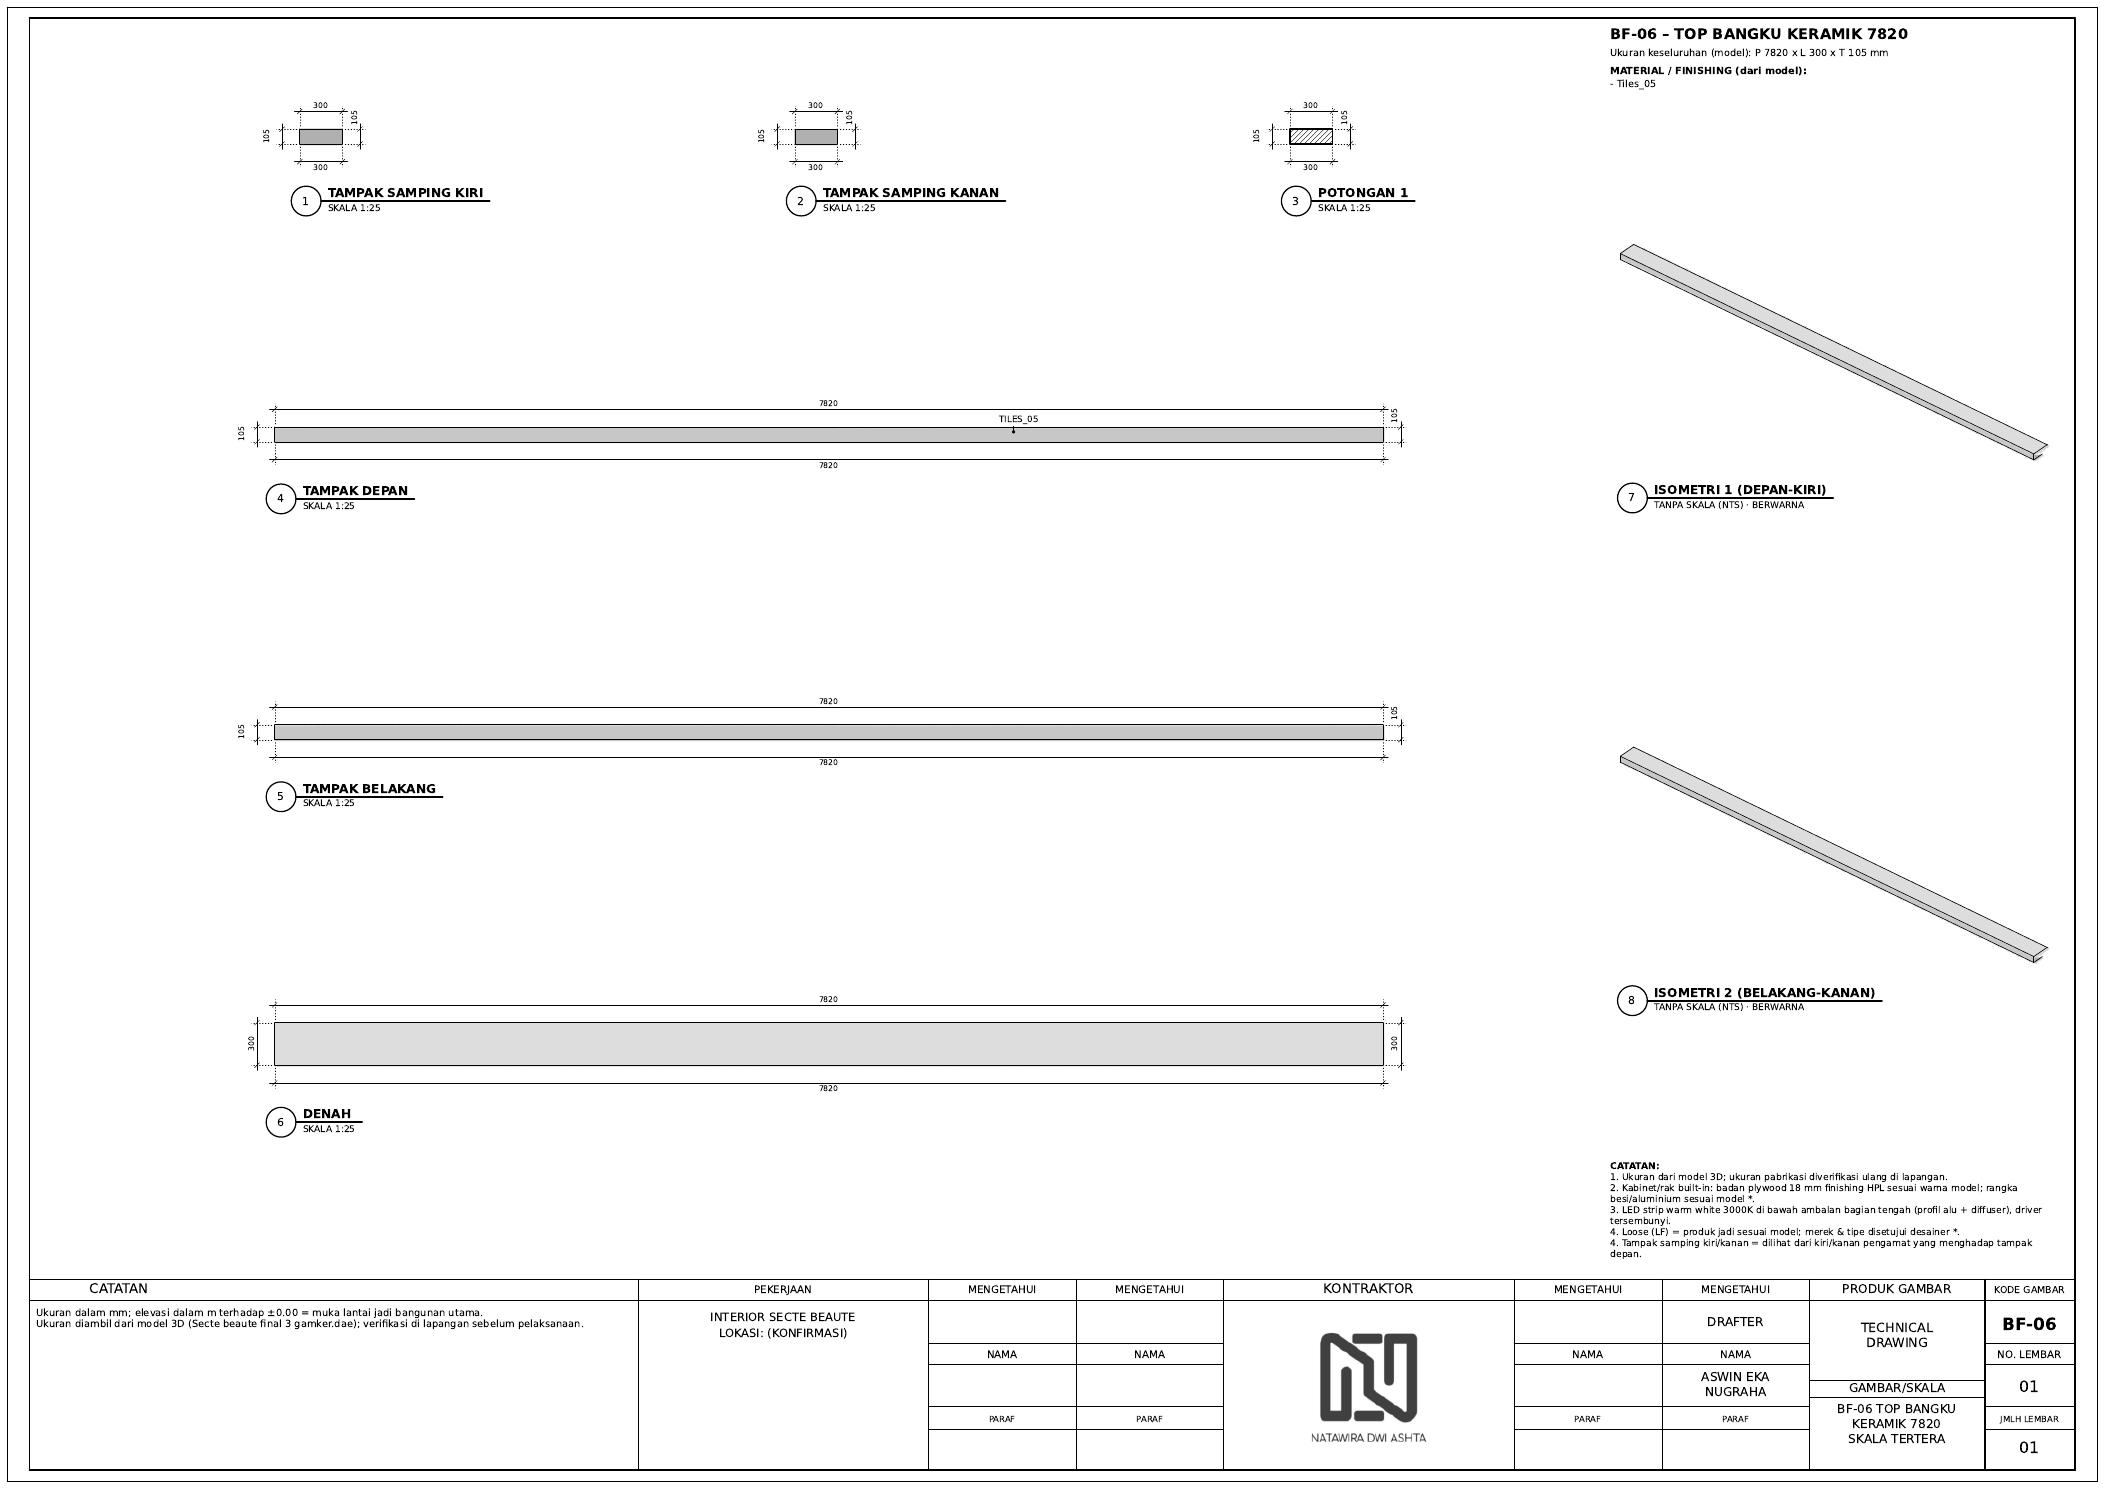 BF-06 – TOP BANGKU KERAMIK 7820
Ukuran keseluruhan (model): P 7820 x L 300 x T 105 mm
MATERIAL / FINISHING (dari model):
- Tiles_05
300
105
105
300
1
TAMPAK SAMPING KIRI
SKALA 1:25
300
105
105
300
2
TAMPAK SAMPING KANAN
SKALA 1:25
300
105
105
300
3
POTONGAN 1
SKALA 1:25
7820
TILES_05
105
105
7820
4
TAMPAK DEPAN
SKALA 1:25
7
ISOMETRI 1 (DEPAN-KIRI)
TANPA SKALA (NTS) · BERWARNA
7820
105
105
7820
5
TAMPAK BELAKANG
SKALA 1:25
8
ISOMETRI 2 (BELAKANG-KANAN)
TANPA SKALA (NTS) · BERWARNA
7820
300
300
7820
6
DENAH
SKALA 1:25
CATATAN:
1. Ukuran dari model 3D; ukuran pabrikasi diverifikasi ulang di lapangan.
2. Kabinet/rak built-in: badan plywood 18 mm finishing HPL sesuai warna model; rangka
besi/aluminium sesuai model *.
3. LED strip warm white 3000K di bawah ambalan bagian tengah (profil alu + diffuser), driver
tersembunyi.
4. Loose (LF) = produk jadi sesuai model; merek & tipe disetujui desainer *.
4. Tampak samping kiri/kanan = dilihat dari kiri/kanan pengamat yang menghadap tampak
depan.
CATATAN
Ukuran dalam mm; elevasi dalam m terhadap ±0.00 = muka lantai jadi bangunan utama.
Ukuran diambil dari model 3D (Secte beaute final 3 gamker.dae); verifikasi di lapangan sebelum pelaksanaan.
PEKERJAAN
INTERIOR SECTE BEAUTE
LOKASI: (KONFIRMASI)
MENGETAHUI
NAMA
PARAF
MENGETAHUI
NAMA
PARAF
KONTRAKTOR
NATAWIRA DWI ASHTA
MENGETAHUI
NAMA
PARAF
MENGETAHUI
DRAFTER
NAMA
ASWIN EKA
NUGRAHA
PARAF
PRODUK GAMBAR
TECHNICAL
DRAWING
GAMBAR/SKALA
BF-06 TOP BANGKU
KERAMIK 7820
SKALA TERTERA
KODE GAMBAR
BF-06
NO. LEMBAR
01
JMLH LEMBAR
01